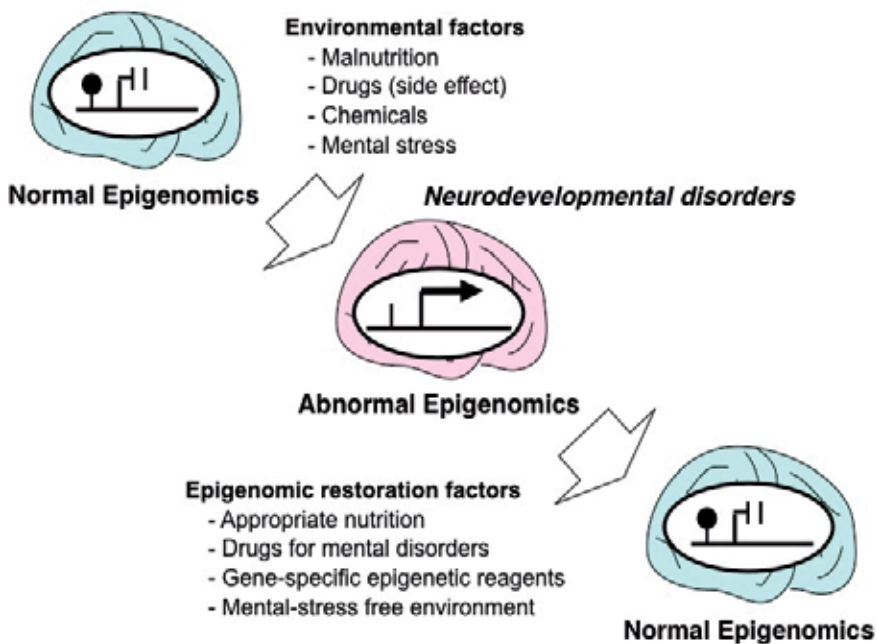 Environmental factors
- Malnutrition
- Drugs (side effect)
- Chemicals
- Mental stress
Normal Epigenomics
Neurodevelopmental disorders
Abnormal Epigenomics
Epigenomic restoration factors
- Appropriate nutrition
- Drugs for mental disorders
- Gene-specific epigenetic reagents
- Mental-stress free environment
Normal Epigenomics